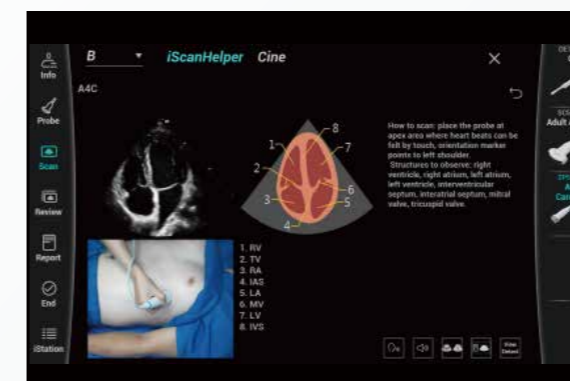 B
iScanHelper Cine
Info
A4C
Probe
Scan
Review
Report
End
iStation
1
2
3
4
5
6
7
8
How to scan: place the probe at
apex area where heart beats can be
felt by touch, orientation marker
points to left shoulder.
Structures to observe: right
ventricle, right atrium, left atrium,
left ventricle, interventricular
septum, interatrial septum, mitral
valve, tricuspid valve.
1. RV
2. TV
3. RA
4. IAS
5. LA
6. MV
7. LV
8. IVS
View
Adult